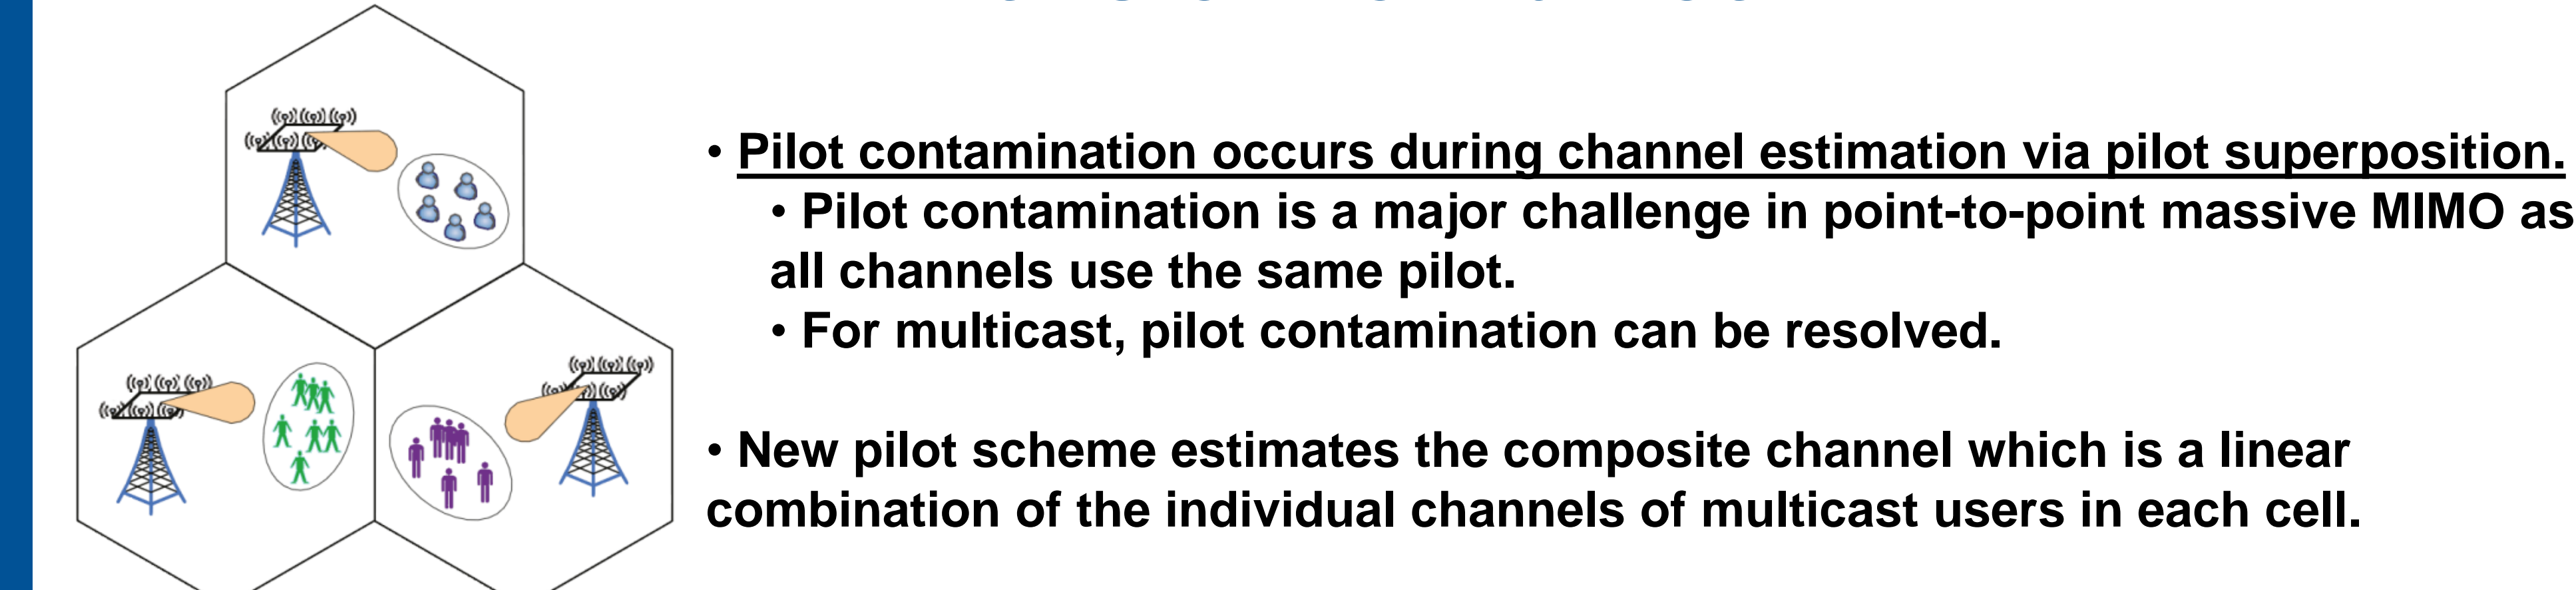 • Pilot contamination occurs during channel estimation via pilot superposition.
• Pilot contamination is a major challenge in point-to-point massive MIMO as
all channels use the same pilot.
• For multicast, pilot contamination can be resolved.
• New pilot scheme estimates the composite channel which is a linear
combination of the individual channels of multicast users in each cell.